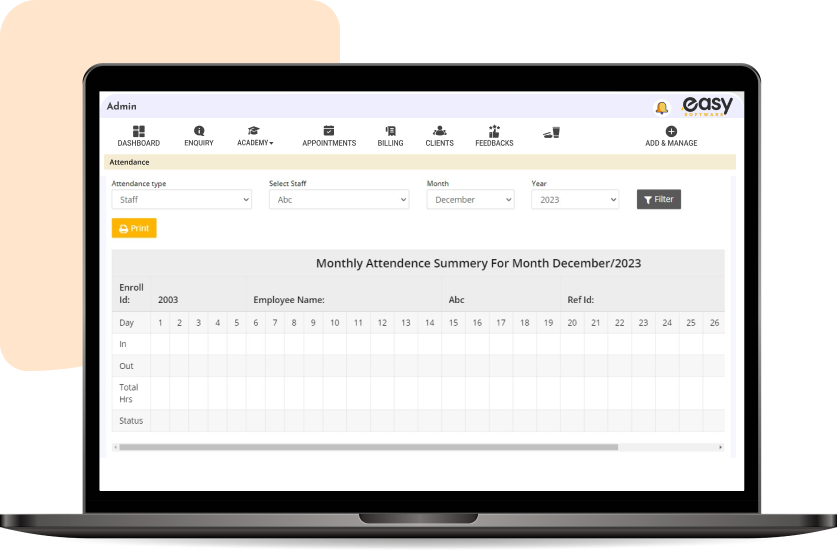 Admin
easy
SOFTWARE
DASHBOARD ENQUIRY ACADEMY APPOINTMENTS BILLING CLIENTS FEEDBACKS ADD & MANAGE
Attendance
Attendance type Select Staff Month Year
Staff Abc December 2023 Filter
Print
Monthly Attendence Summery For Month December/2023
Enroll
Id: 2003 Employee Name: Abc Ref Id:
Day 1 2 3 4 5 6 7 8 9 10 11 12 13 14 15 16 17 18 19 20 21 22 23 24 25 26
In
Out
Total
Hrs
Status